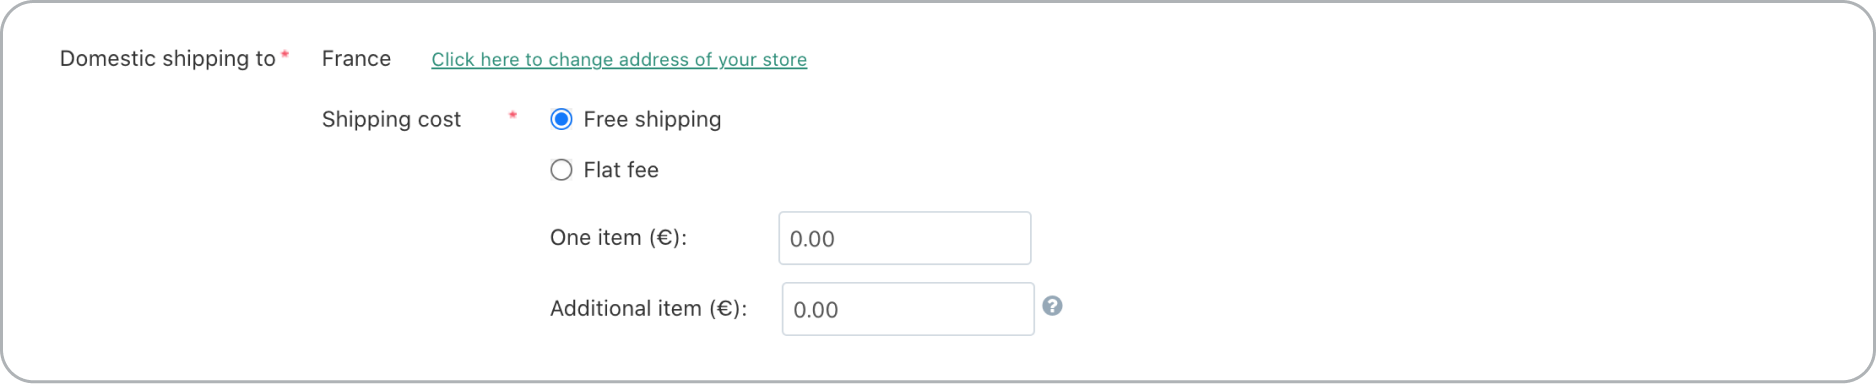 Domestic shipping to * France Click here to change address of your store
Shipping cost * Free shipping
Flat fee
One item (€): 0.00
Additional item (€): 0.00 ?